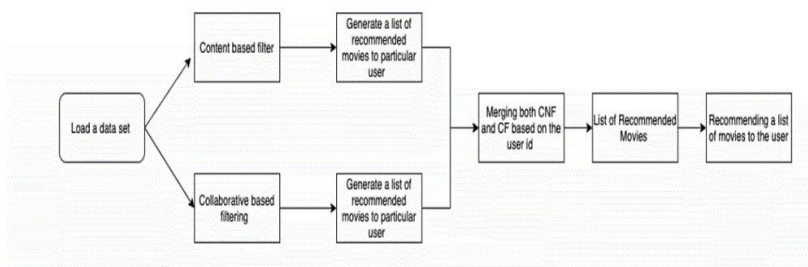 Load a data set
Content based filter
Generate a list of
recommended
movies to particular
user
Collaborative based
filtering
Generate a list of
recommended
movies to particular
user
Merging both CNF
and CF based on the
user id
List of Recommended
Movies
Recommending a list
of movies to the user